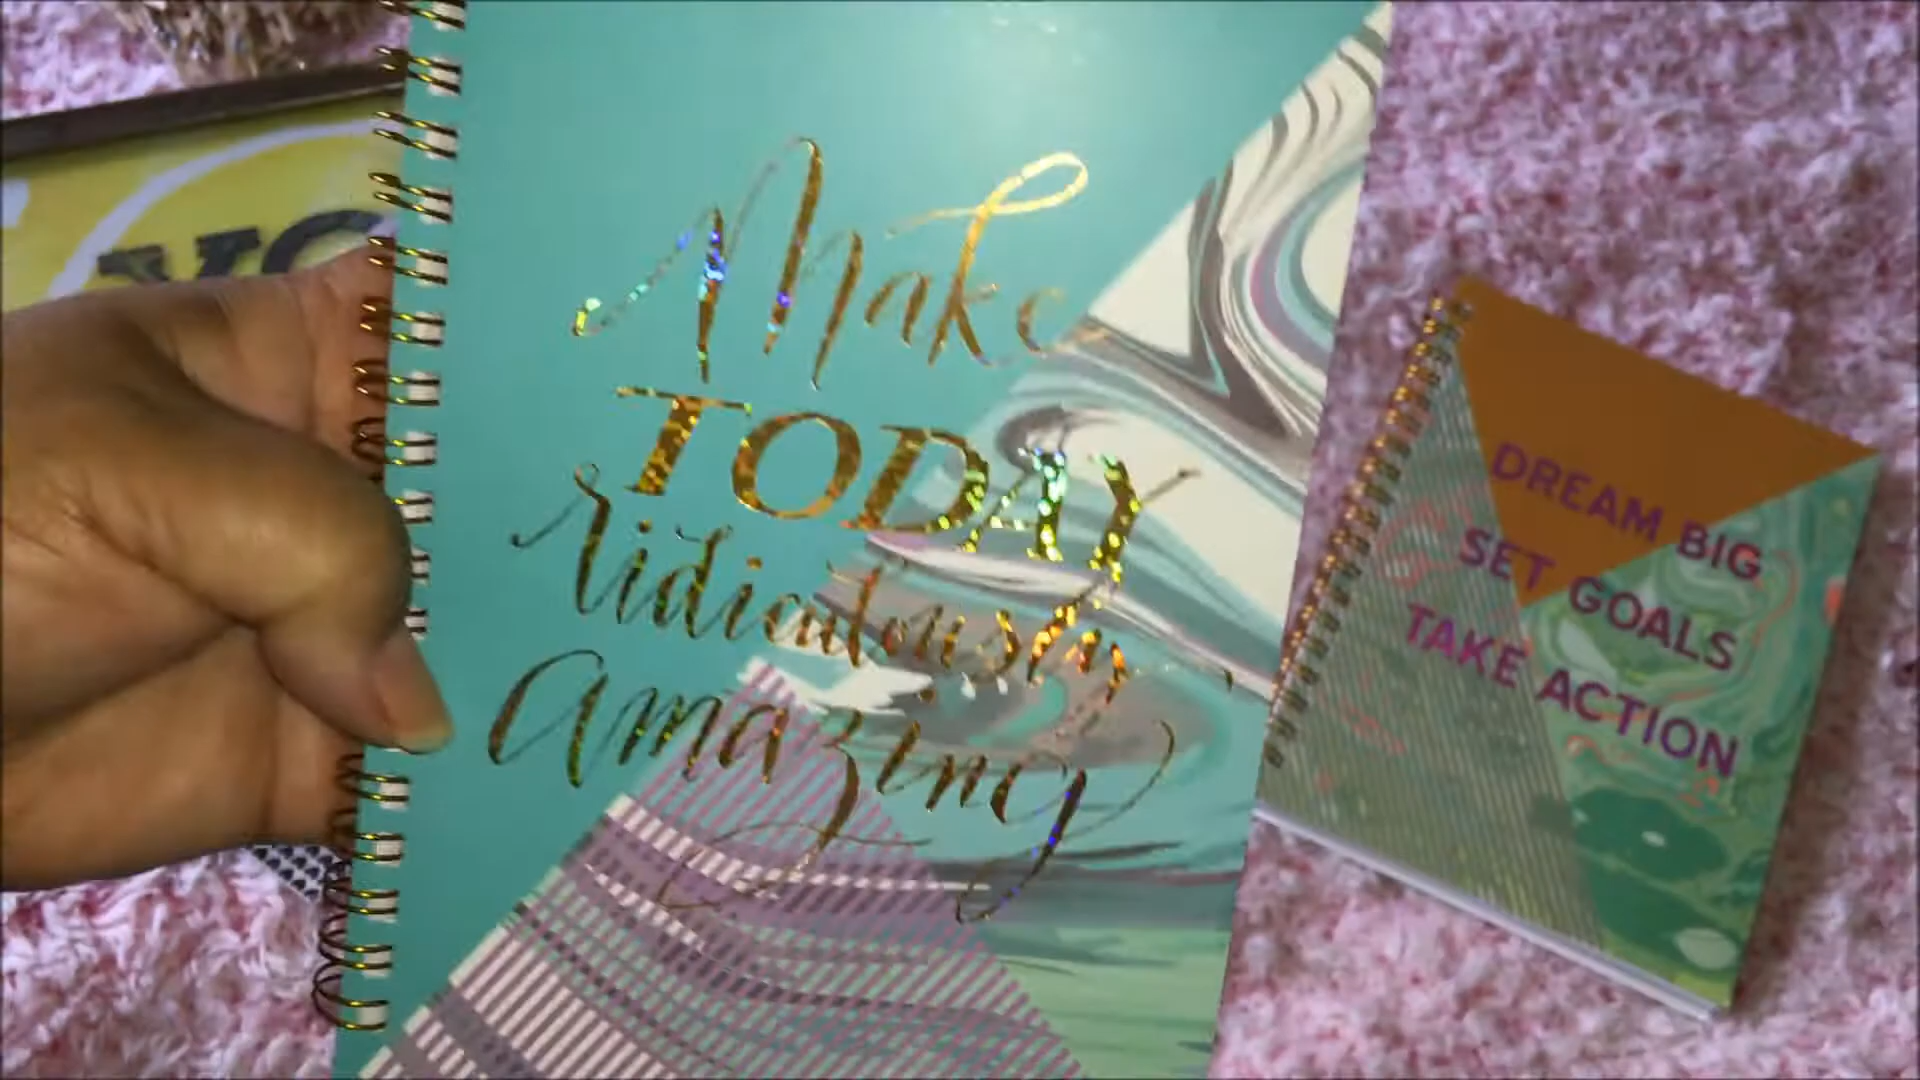 Make
TODAY
ridiculously
amazing
DREAM BIG
SET GOALS
TAKE ACTION